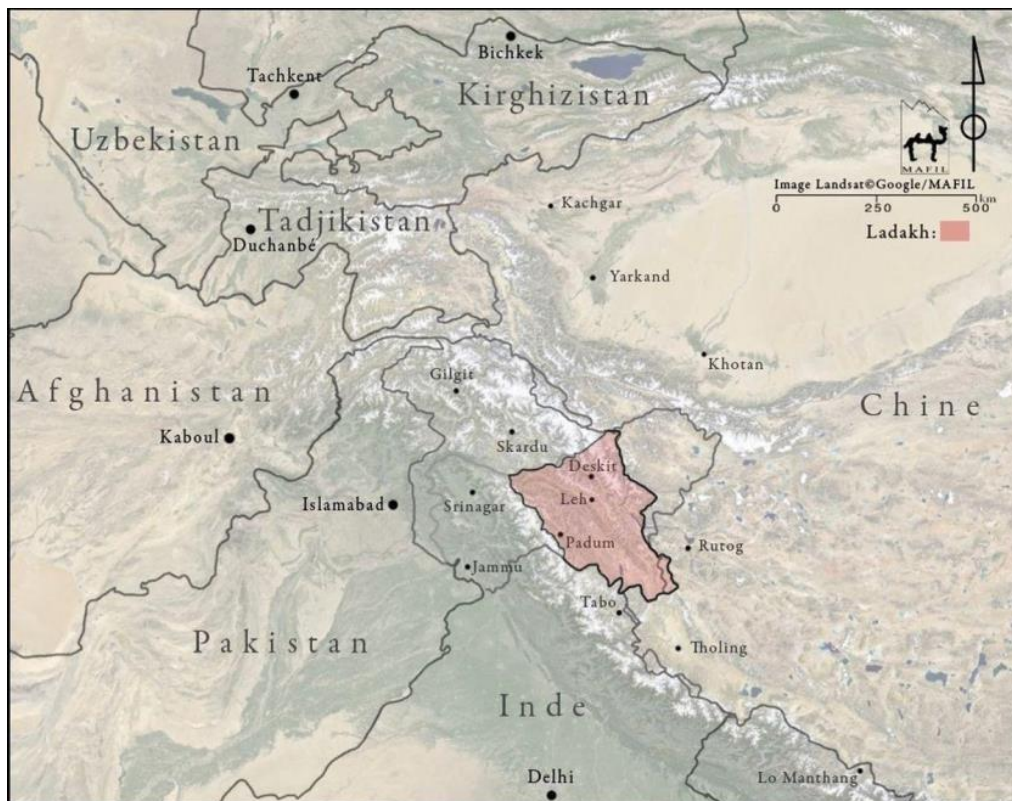 Bichkek
Tachkent
Kirghizistan
Uzbekistan
MAFIL
Image Landsat©Google/MAFIL
0 250 500 km
Kachgar
Tadjikistan
Ladakh:
Duchanbé
Yarkand
Khotan
Gilgit
Afghanistan
Chine
Kaboul
Skardu
Deskit
Islamabad
Srinagar
Leh
Padum
Rutog
Jammu
Tabo
Pakistan
Tholing
Inde
Delhi
Lo Manthang